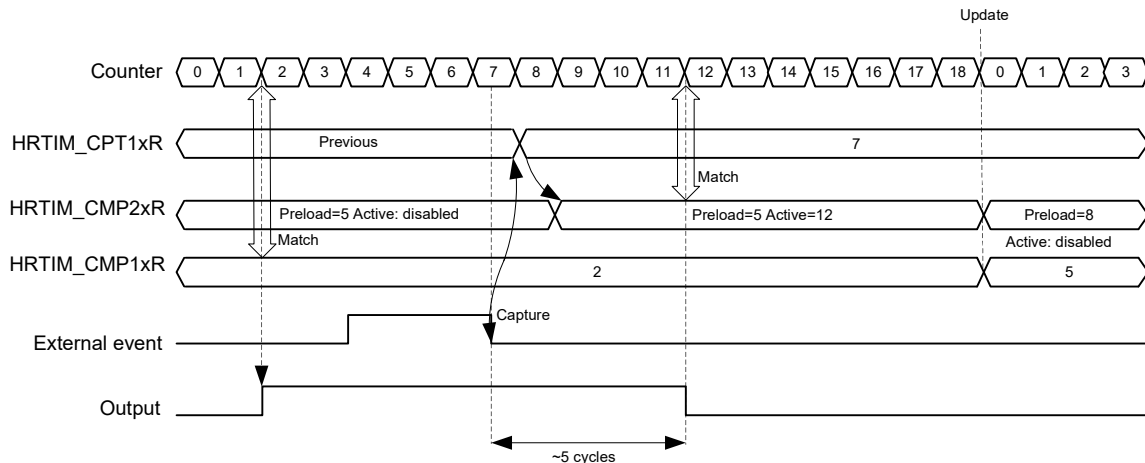 Update
Counter 0 1 2 3 4 5 6 7 8 9 10 11 12 13 14 15 16 17 18 0 1 2 3
HRTIM_CPT1xR Previous 7
Match
HRTIM_CMP2xR Preload=5 Active: disabled Preload=5 Active=12 Preload=8
Match Active: disabled
HRTIM_CMP1xR 2 5
Capture
External event
Output
~5 cycles